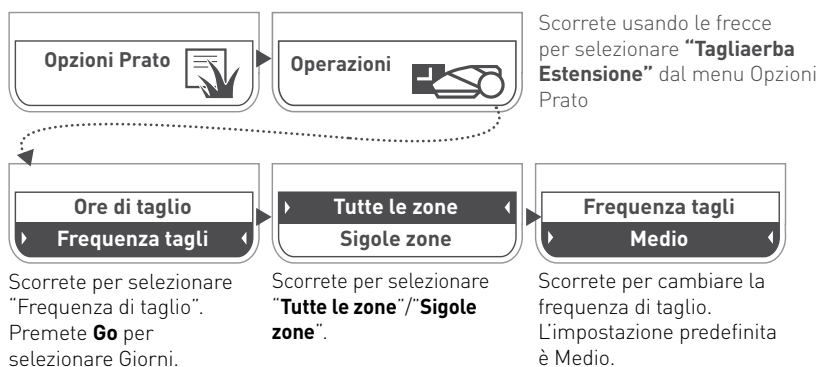 Opzioni Prato
Operazioni
Scorrete usando le frecce
per selezionare “Tagliaerba
Estensione” dal menu Opzioni
Prato
Ore di taglio
Frequenza tagli
Tutte le zone
Sigole zone
Frequenza tagli
Medio
Scorrete per selezionare
“Frequenza di taglio”.
Premete Go per
selezionare Giorni.
Scorrete per selezionare
“Tutte le zone”/”Sigole
zone”.
Scorrete per cambiare la
frequenza di taglio.
L’impostazione predefinita
è Medio.